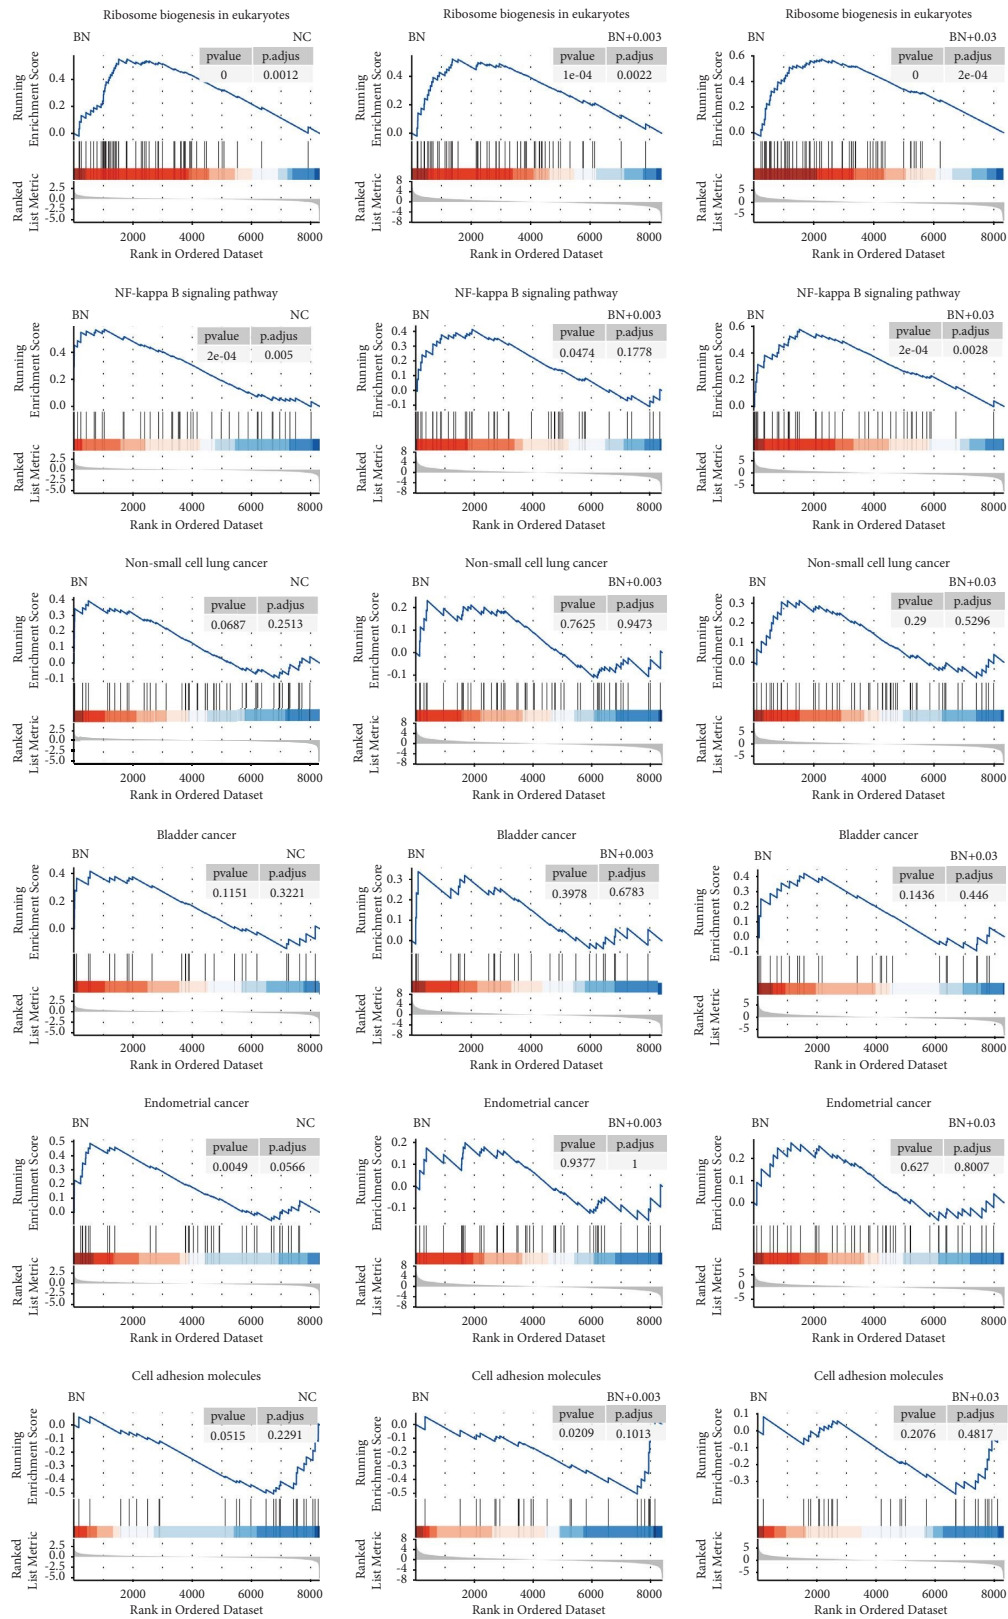 Ribosome biogenesis in eukaryotes
BN NC
pvalue p.adjus
0 0.0012
Running
Enrichment Score
0.4
0.2
0.0
Ranked
List Metric
2.5
0.0
-2.5
-5.0
2000 4000 6000 8000
Rank in Ordered Dataset
Ribosome biogenesis in eukaryotes
BN BN+0.003
pvalue p.adjus
1e-04 0.0022
Running
Enrichment Score
0.4
0.2
0.0
Ranked
List Metric
8
4
0
-4
-8
2000 4000 6000 8000
Rank in Ordered Dataset
Ribosome biogenesis in eukaryotes
BN BN+0.03
pvalue p.adjus
0 2e-04
Running
Enrichment Score
0.6
0.4
0.2
0.0
Ranked
List Metric
5
0
-5
2000 4000 6000 8000
Rank in Ordered Dataset
NF-kappa B signaling pathway
BN NC
pvalue p.adjus
2e-04 0.005
Running
Enrichment Score
0.4
0.2
0.0
Ranked
List Metric
2.5
0.0
-2.5
-5.0
2000 4000 6000 8000
Rank in Ordered Dataset
NF-kappa B signaling pathway
BN BN+0.003
pvalue p.adjus
0.0474 0.1778
Running
Enrichment Score
0.4
0.3
0.2
0.0
-0.1
Ranked
List Metric
8
4
0
-4
-8
2000 4000 6000 8000
Rank in Ordered Dataset
NF-kappa B signaling pathway
BN BN+0.03
pvalue p.adjus
2e-04 0.0028
Running
Enrichment Score
0.6
0.4
0.2
0.0
Ranked
List Metric
5
0
-5
2000 4000 6000 8000
Rank in Ordered Dataset
Non-small cell lung cancer
BN NC
pvalue p.adjus
0.0687 0.2513
Running
Enrichment Score
0.4
0.3
0.2
0.1
0.0
-0.1
Ranked
List Metric
2.5
0.0
-2.5
-5.0
2000 4000 6000 8000
Rank in Ordered Dataset
Non-small cell lung cancer
BN BN+0.003
pvalue p.adjus
0.7625 0.9473
Running
Enrichment Score
0.2
0.1
0.0
-0.1
Ranked
List Metric
8
4
0
-4
-8
2000 4000 6000 8000
Rank in Ordered Dataset
Non-small cell lung cancer
BN BN+0.03
pvalue p.adjus
0.29 0.5296
Running
Enrichment Score
0.3
0.2
0.1
0.0
Ranked
List Metric
5
0
-5
2000 4000 6000 8000
Rank in Ordered Dataset
Bladder cancer
BN NC
pvalue p.adjus
0.1151 0.3221
Running
Enrichment Score
0.4
0.2
0.0
Ranked
List Metric
2.5
0.0
-2.5
-5.0
2000 4000 6000 8000
Rank in Ordered Dataset
Bladder cancer
BN BN+0.003
pvalue p.adjus
0.3978 0.6783
Running
Enrichment Score
0.3
0.2
0.1
0.0
Ranked
List Metric
8
4
0
-4
-8
2000 4000 6000 8000
Rank in Ordered Dataset
Bladder cancer
BN BN+0.03
pvalue p.adjus
0.1436 0.446
Running
Enrichment Score
0.4
0.3
0.2
0.1
0.0
-0.1
Ranked
List Metric
5
0
-5
2000 4000 6000 8000
Rank in Ordered Dataset
Endometrial cancer
BN NC
pvalue p.adjus
0.0049 0.0566
Running
Enrichment Score
0.5
0.4
0.3
0.2
0.1
0.0
Ranked
List Metric
2.5
0.0
-2.5
-5.0
2000 4000 6000 8000
Rank in Ordered Dataset
Endometrial cancer
BN BN+0.003
pvalue p.adjus
0.9377 1
Running
Enrichment Score
0.2
0.1
0.0
-0.1
Ranked
List Metric
8
4
0
-4
-8
2000 4000 6000 8000
Rank in Ordered Dataset
Endometrial cancer
BN BN+0.03
pvalue p.adjus
0.627 0.8007
Running
Enrichment Score
0.2
0.1
0.0
Ranked
List Metric
5
0
-5
2000 4000 6000 8000
Rank in Ordered Dataset
Cell adhesion molecules
BN NC
pvalue p.adjus
0.0515 0.2291
Running
Enrichment Score
0.0
-0.1
-0.2
-0.3
-0.4
-0.5
Ranked
List Metric
2.5
0.0
-2.5
-5.0
2000 4000 6000 8000
Rank in Ordered Dataset
Cell adhesion molecules
BN BN+0.003
pvalue p.adjus
0.0209 0.1013
Running
Enrichment Score
0.0
-0.1
-0.2
-0.3
-0.4
-0.5
Ranked
List Metric
8
4
0
-4
-8
2000 4000 6000 8000
Rank in Ordered Dataset
Cell adhesion molecules
BN BN+0.03
pvalue p.adjus
0.2076 0.4817
Running
Enrichment Score
0.1
0.0
-0.1
-0.2
-0.3
Ranked
List Metric
5
0
-5
2000 4000 6000 8000
Rank in Ordered Dataset